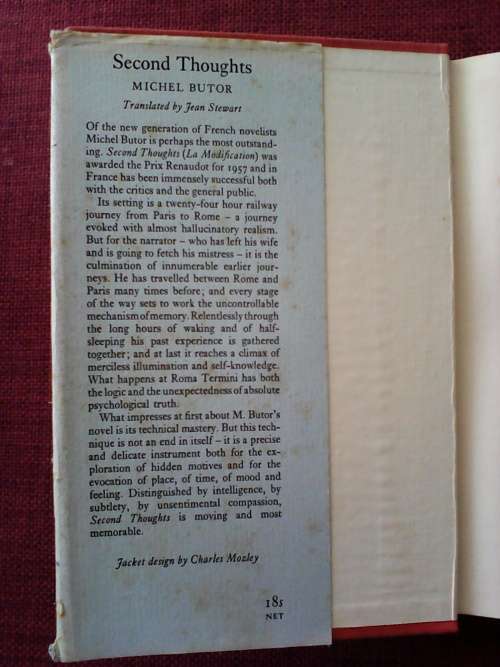 Second Thoughts
MICHEL BUTOR
Translated by Jean Stewart
Of the new generation of French novelists
Michel Butor is perhaps the most outstand-
ing. Second Thoughts (La Modification) was
awarded the Prix Renaudot for 1957 and in
France has been immensely successful both
with the critics and the general public.
Its setting is a twenty-four hour railway
journey from Paris to Rome – a journey
evoked with almost hallucinatory realism.
But for the narrator – who has left his wife
and is going to fetch his mistress – it is the
culmination of innumerable earlier jour-
neys. He has travelled between Rome and
Paris many times before; and every stage
of the way sets to work the uncontrollable
mechanism of memory. Relentlessly through
the long hours of waking and of half-
sleeping his past experience is gathered
together; and at last it reaches a climax of
merciless illumination and self-knowledge.
What happens at Roma Termini has both
the logic and the unexpectedness of absolute
psychological truth.
What impresses at first about M. Butor's
novel is its technical mastery. But this tech-
nique is not an end in itself – it is a precise
and delicate instrument both for the ex-
ploration of hidden motives and for the
evocation of place, of time, of mood and
feeling. Distinguished by intelligence, by
subtlety, by unsentimental compassion,
Second Thoughts is moving and most
memorable.
Jacket design by Charles Mozley
18s
NET